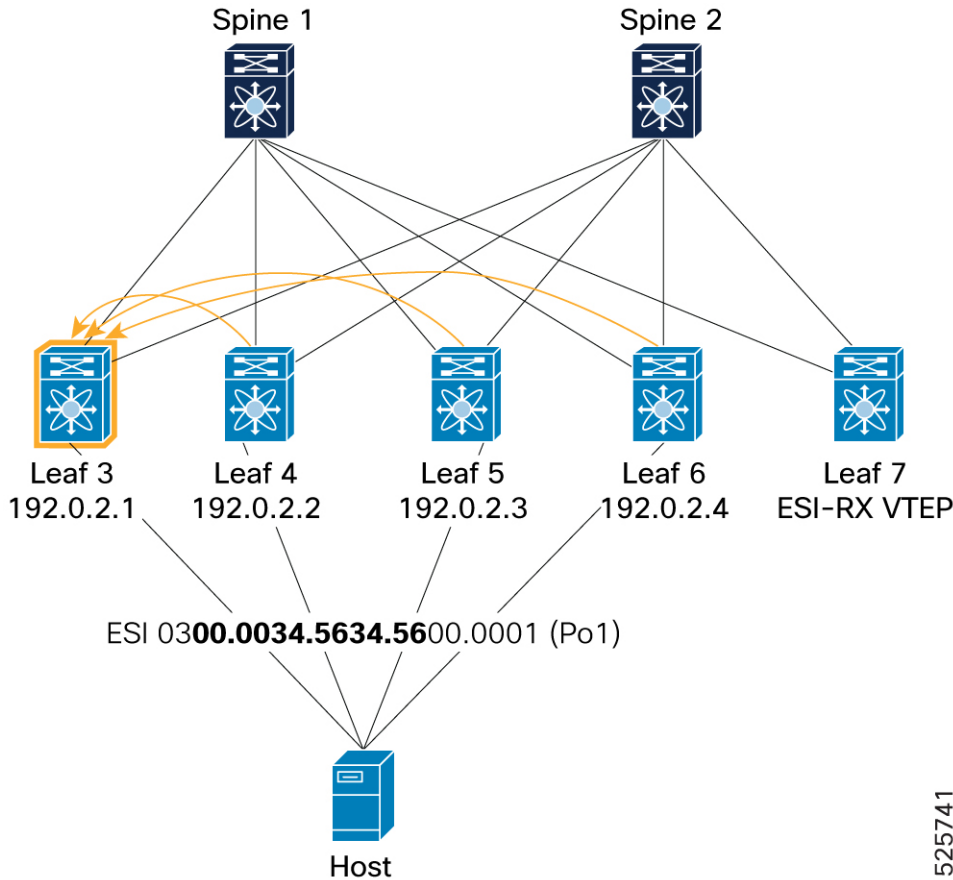 Spine 1
Spine 2
Leaf 3
192.0.2.1
Leaf 4
192.0.2.2
Leaf 5
192.0.2.3
Leaf 6
192.0.2.4
Leaf 7
ESI-RX VTEP
ESI 0300.0034.5634.5600.0001 (Po1)
Host
525741